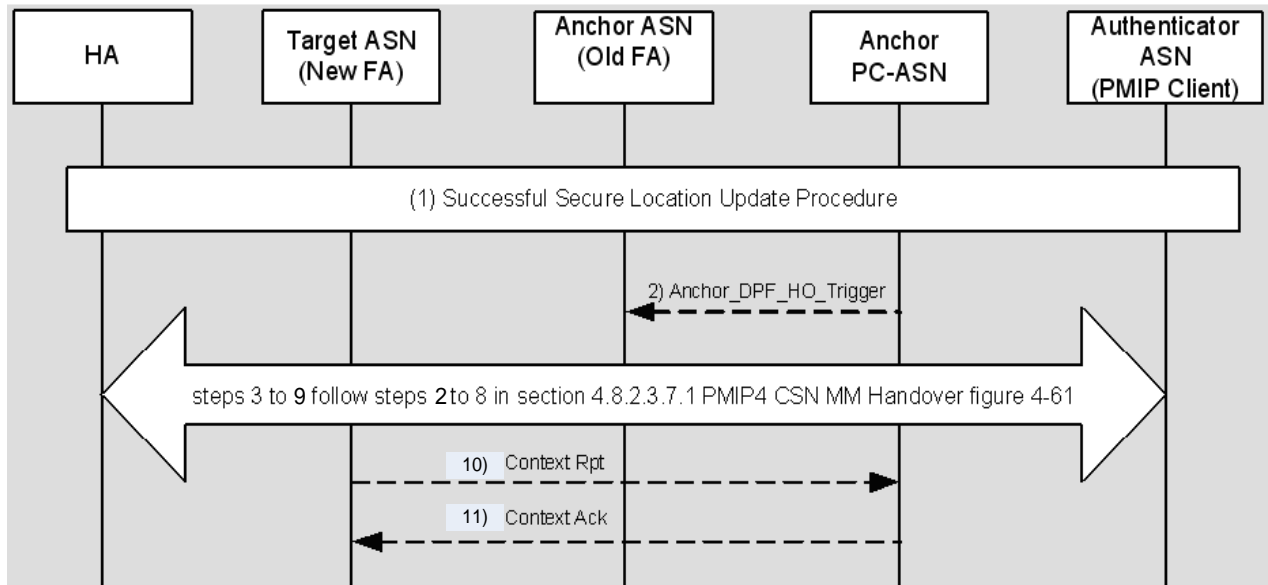 HA
Target ASN
(New FA)
Anchor ASN
(Old FA)
Anchor
PC-ASN
Authenticator
ASN
(PMIP Client)
(1) Successful Secure Location Update Procedure
2) Anchor_DPF_HO_Trigger
steps 3 to 9 follow steps 2 to 8 in section 4.8.2.3.7.1 PMIP4 CSN MM Handover figure 4-61
10) Context Rpt
11) Context Ack